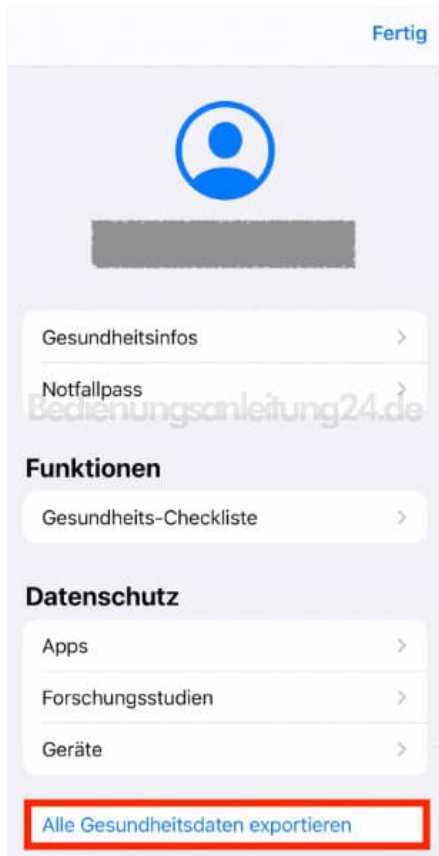 Fertig
Gesundheitsinfos
Notfallpass
Bedienungsanleitung24.de
Funktionen
Gesundheits-Checkliste
Datenschutz
Apps
Forschungsstudien
Geräte
Alle Gesundheitsdaten exportieren